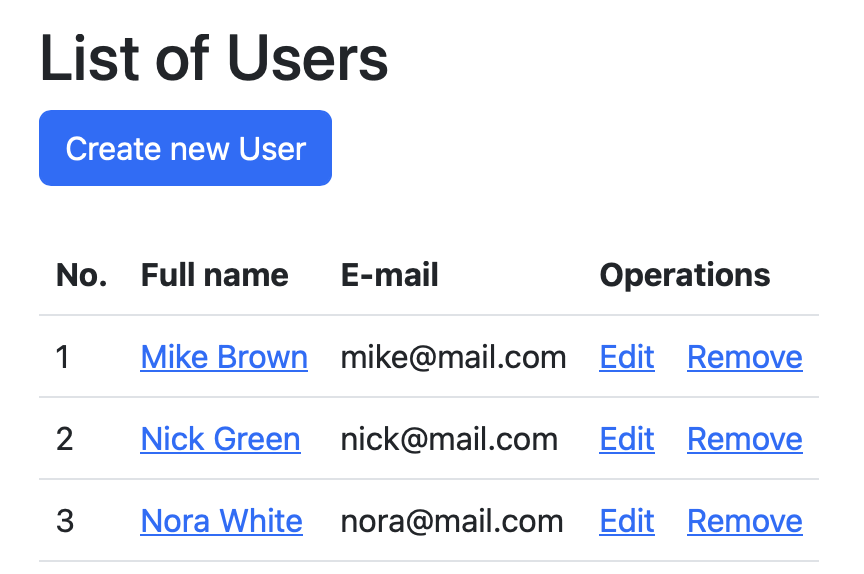 List of Users
Create new User
No. Full name E-mail Operations
1 Mike Brown mike@mail.com Edit Remove
2 Nick Green nick@mail.com Edit Remove
3 Nora White nora@mail.com Edit Remove